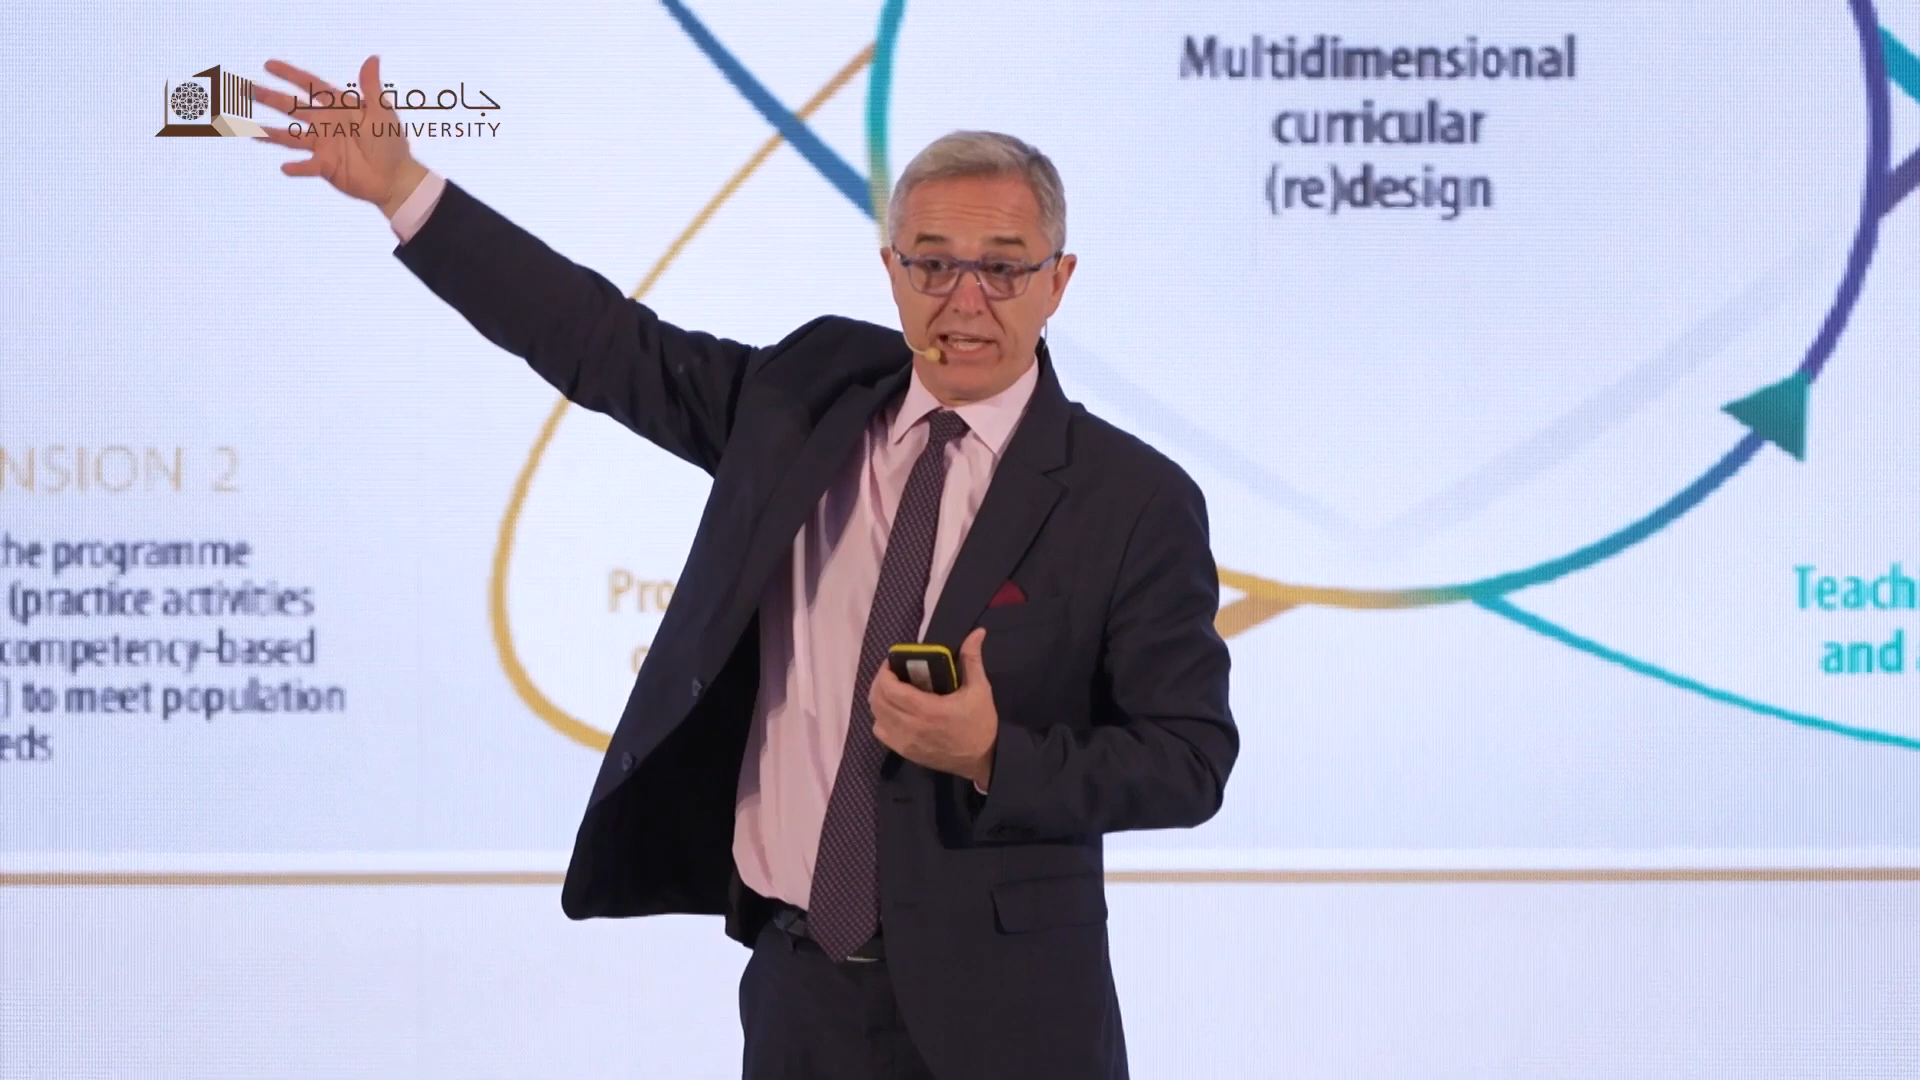 جامعة قطر
QATAR UNIVERSITY
Multidimensional
curricular
(re)design
NSION 2
he programme
(practice activities
competency-based
] to meet population
eds
Pro
Teach
and